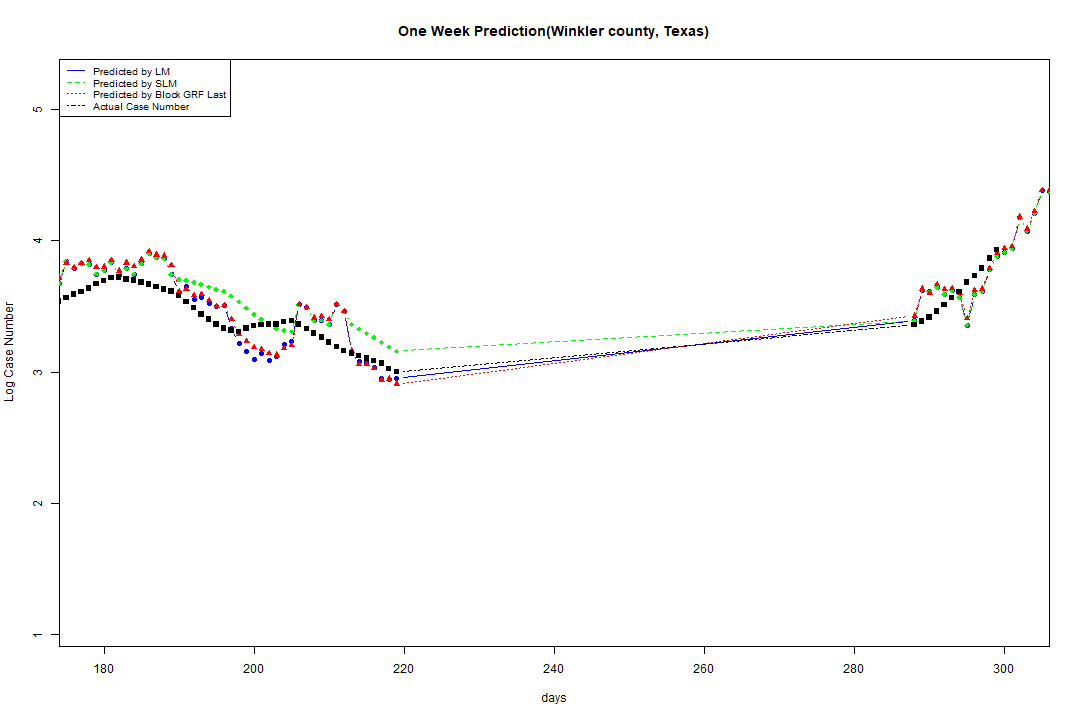 One Week Prediction(Winkler county, Texas)
Predicted by LM
Predicted by SLM
Predicted by Block GRF Last
Actual Case Number
5
4
3
2
1
Log Case Number
180 200 220 240 260 280 300
days